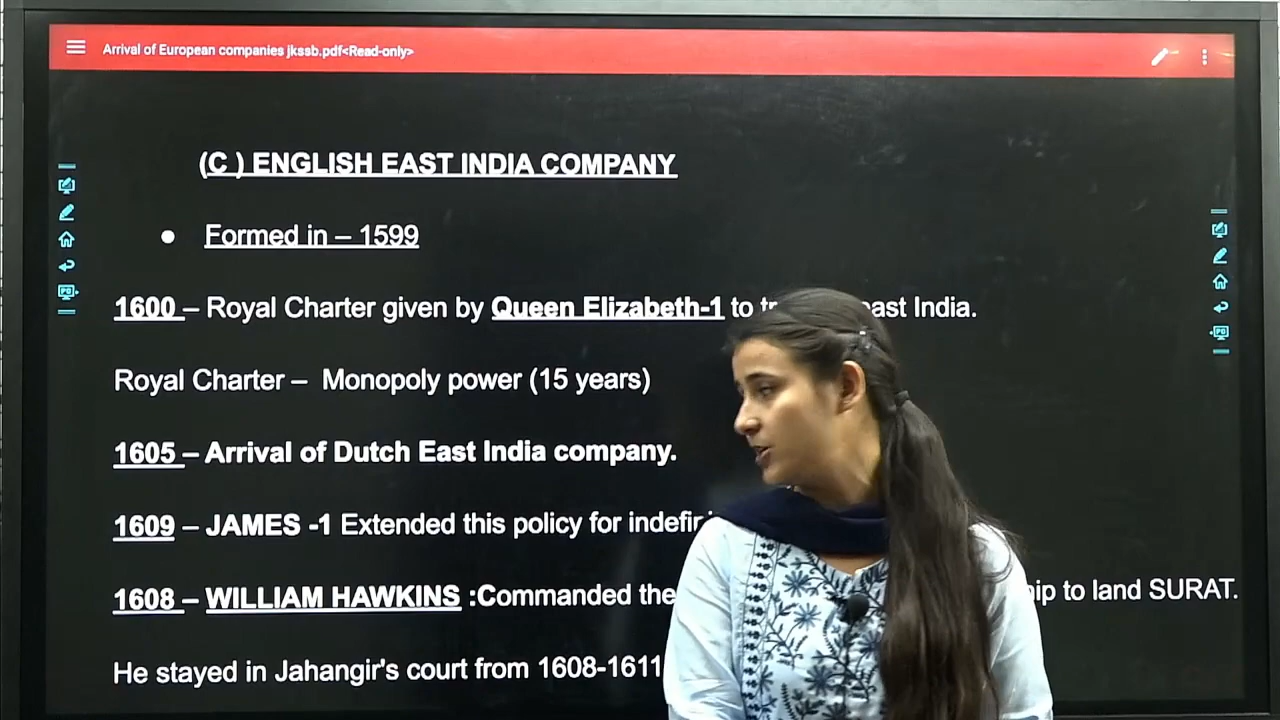 Arrival of European companies jkssb.pdf<Read-only>
(C ) ENGLISH EAST INDIA COMPANY
● Formed in – 1599
1600 – Royal Charter given by Queen Elizabeth-1 to east India.
Royal Charter – Monopoly power (15 years)
1605 – Arrival of Dutch East India company.
1609 – JAMES -1 Extended this policy for
1608 – WILLIAM HAWKINS :Commanded the to land SURAT.
He stayed in Jahangir's court from 1608-1611